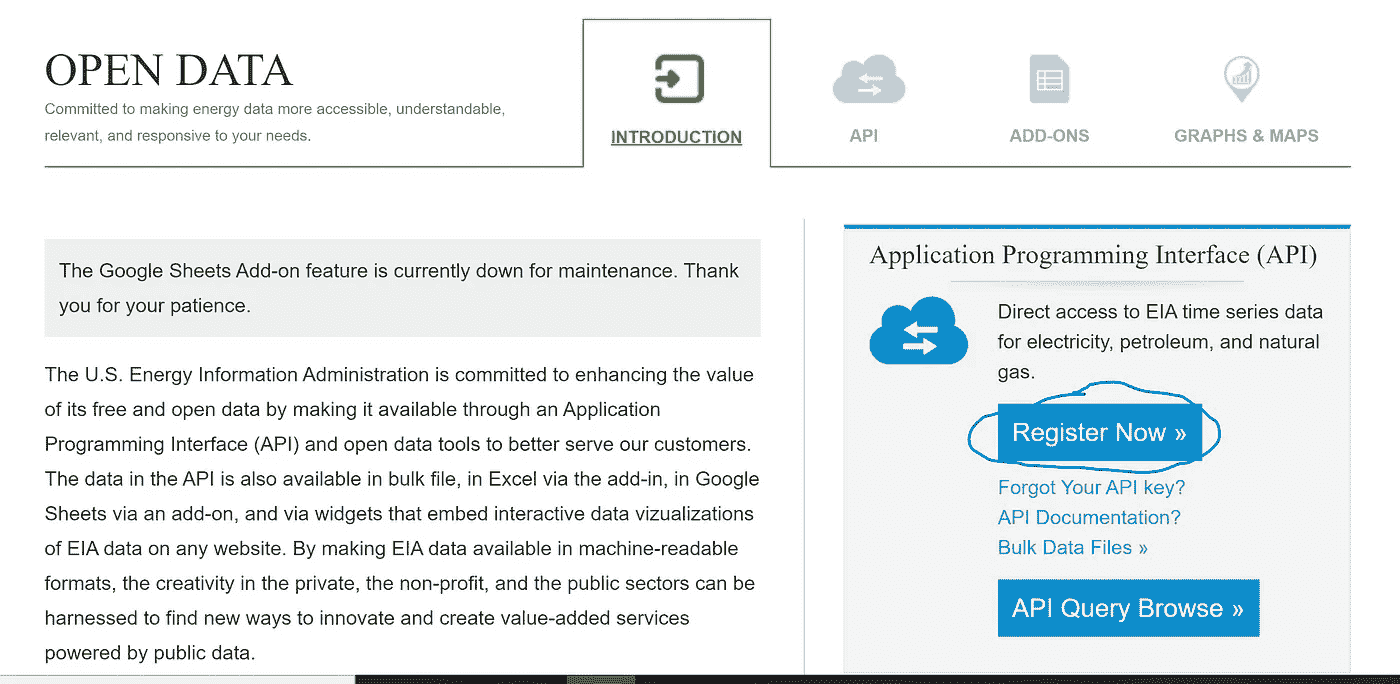 OPEN DATA
Committed to making energy data more accessible, understandable,
relevant, and responsive to your needs.
INTRODUCTION
API
ADD-ONS
GRAPHS & MAPS
The Google Sheets Add-on feature is currently down for maintenance. Thank
you for your patience.
The U.S. Energy Information Administration is committed to enhancing the value
of its free and open data by making it available through an Application
Programming Interface (API) and open data tools to better serve our customers.
The data in the API is also available in bulk file, in Excel via the add-in, in Google
Sheets via an add-on, and via widgets that embed interactive data vizualizations
of EIA data on any website. By making EIA data available in machine-readable
formats, the creativity in the private, the non-profit, and the public sectors can be
harnessed to find new ways to innovate and create value-added services
powered by public data.
Application Programming Interface (API)
Direct access to EIA time series data
for electricity, petroleum, and natural
gas.
Register Now »
Forgot Your API key?
API Documentation?
Bulk Data Files »
API Query Browse »